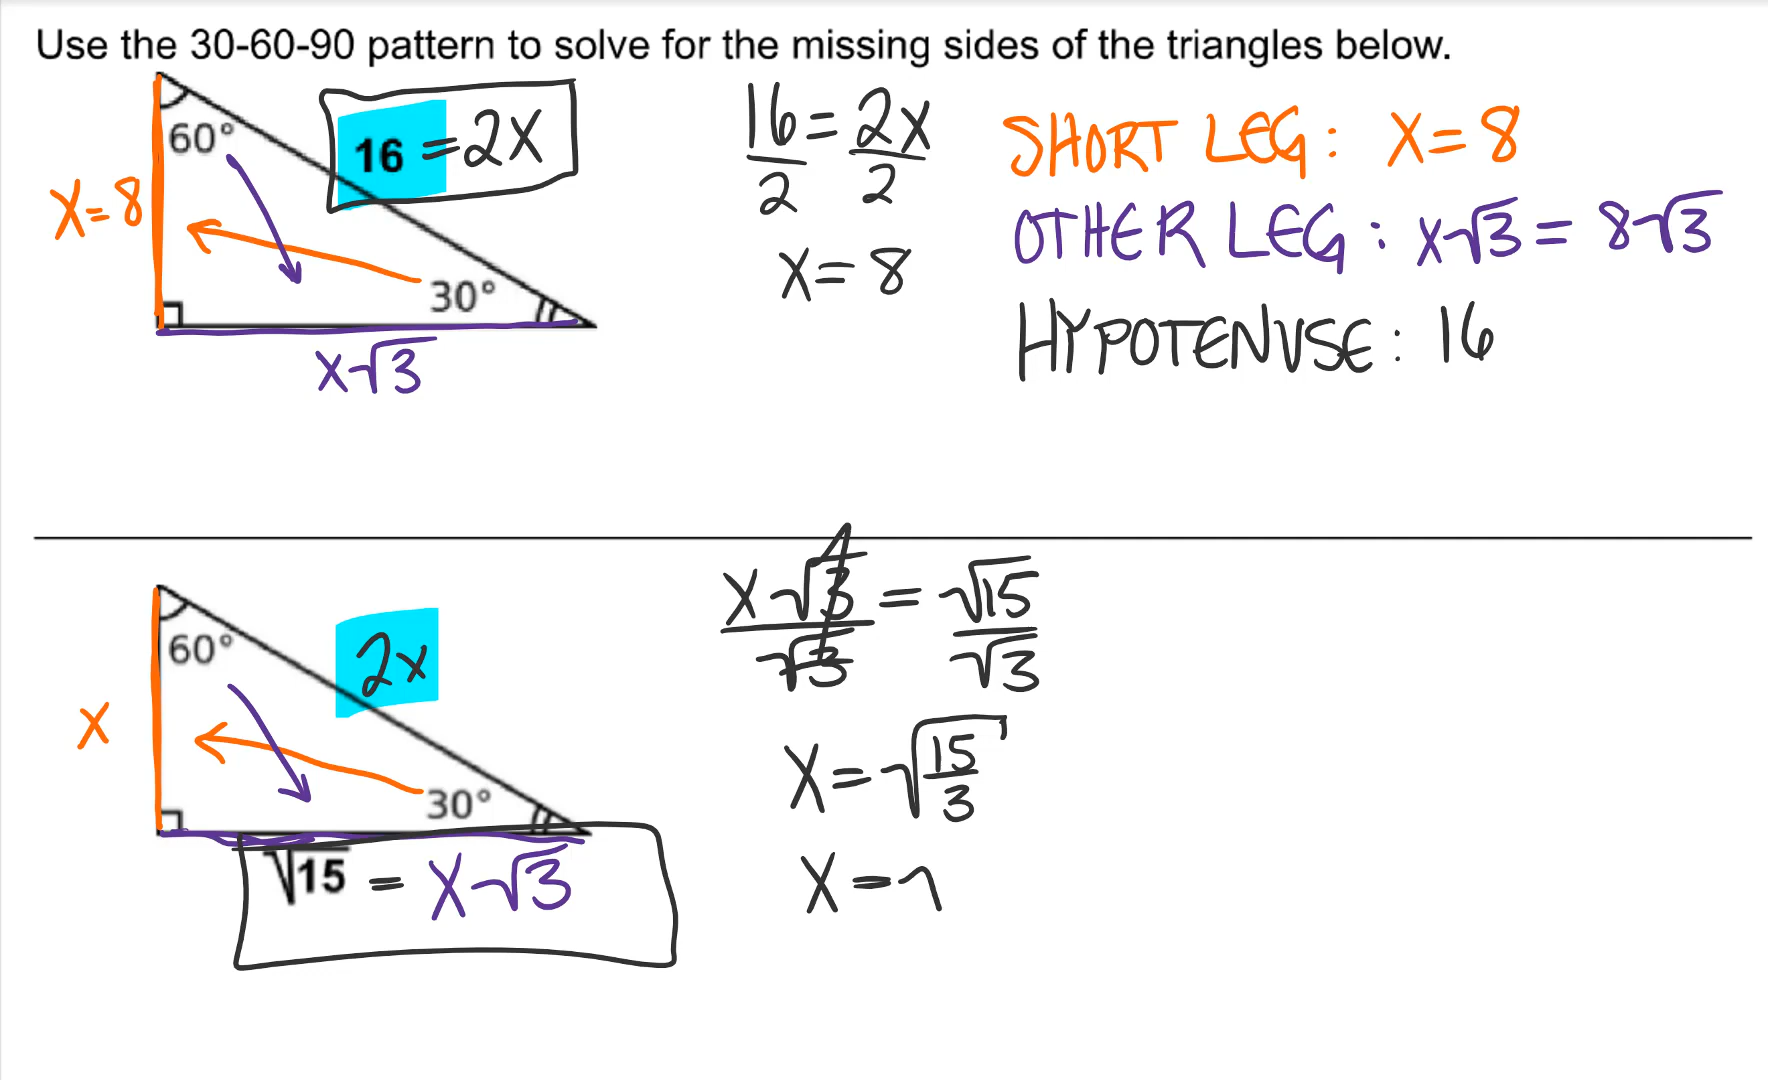 Use the 30-60-90 pattern to solve for the missing sides of the triangles below.
60°
16 = 2X
X = 8
30°
X√3
16 = 2X
2 2
X = 8
SHORT LEG: X = 8
OTHER LEG: X√3 = 8√3
HYPOTENUSE: 16
60°
2x
X
30°
√15 = X√3
X√3 = √15
√3 √3
X = √15/3
X =